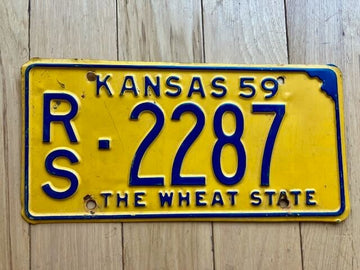 KANSAS 59
RS-2287
THE WHEAT STATE